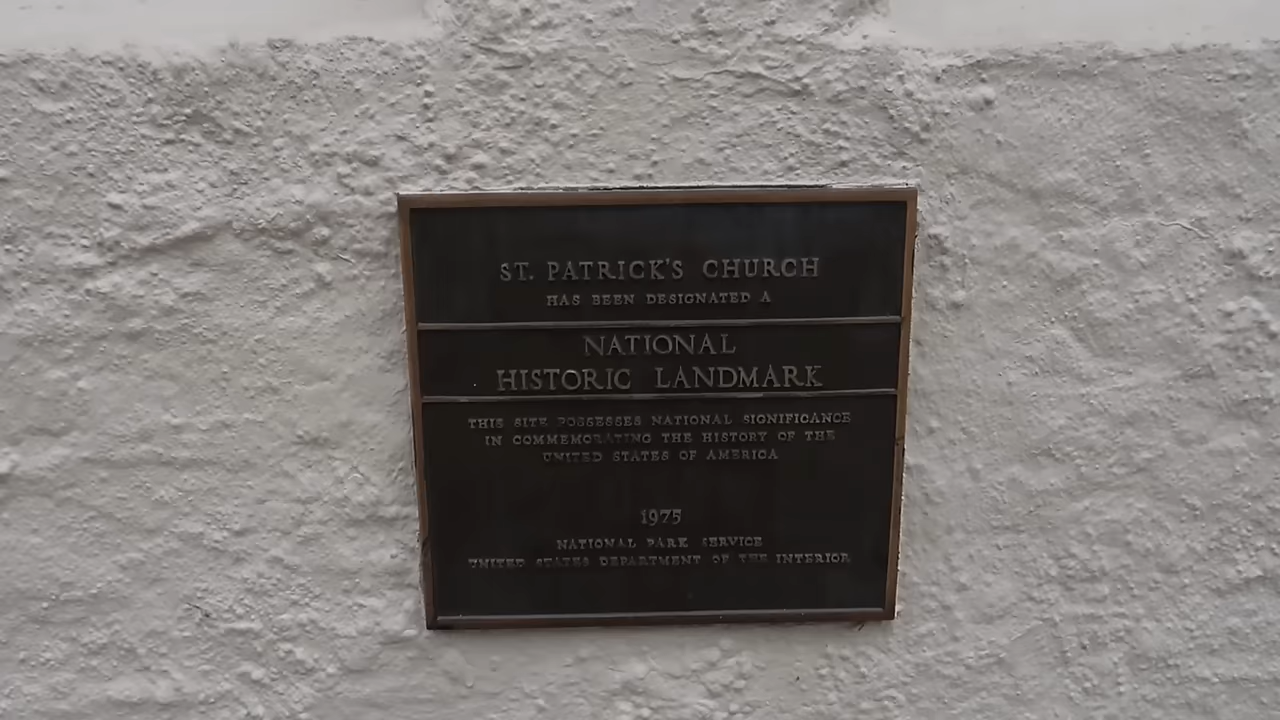 ST. PATRICK'S CHURCH
HAS BEEN DESIGNATED A
NATIONAL
HISTORIC LANDMARK
THIS SITE POSSESSES NATIONAL SIGNIFICANCE
IN COMMEMORATING THE HISTORY OF THE
UNITED STATES OF AMERICA
1975
NATIONAL PARK SERVICE
UNITED STATES DEPARTMENT OF THE INTERIOR